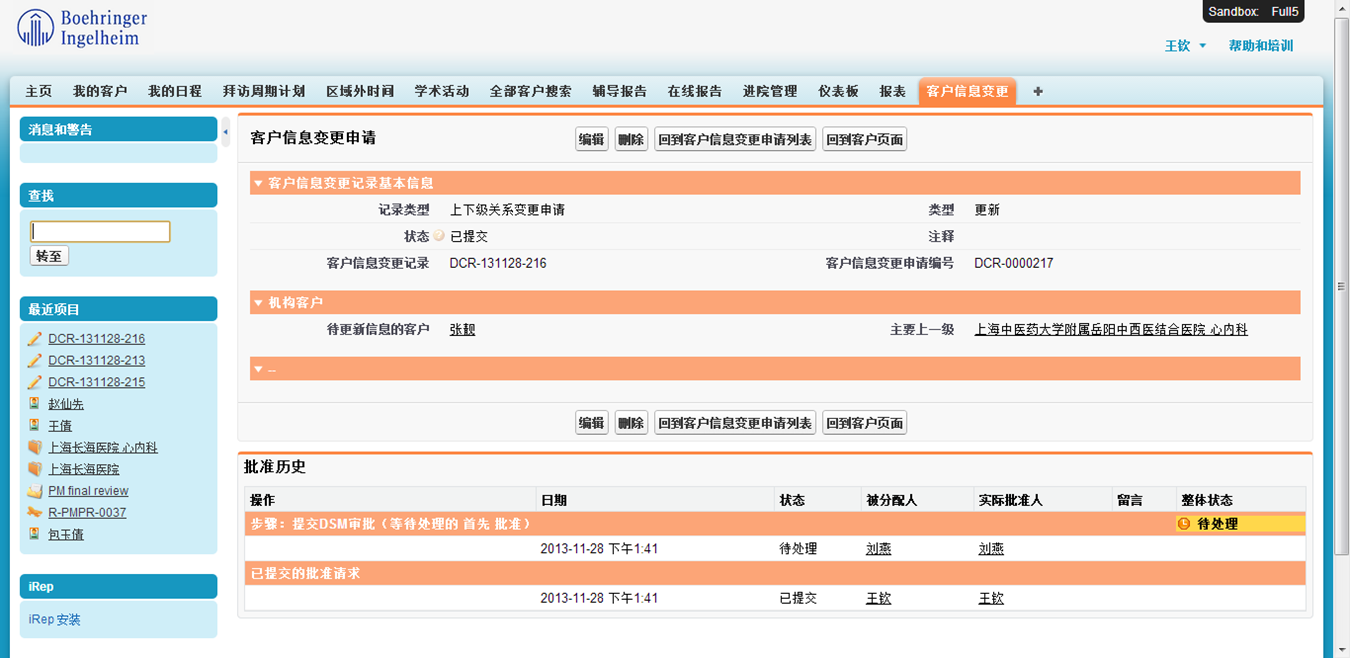 Boehringer
Ingelheim
Sandbox: Full5
王钦 帮助和培训
主页 我的客户 我的日程 拜访周期计划 区域外时间 学术活动 全部客户搜索 辅导报告 在线报告 进院管理 仪表板 报表 客户信息变更 +
消息和警告
查找
转至
最近项目
DCR-131128-216
DCR-131128-213
DCR-131128-215
赵仙先
王倩
上海长海医院 心内科
上海长海医院
PM final review
R-PMPR-0037
包玉倩
iRep
iRep 安装
客户信息变更申请 编辑 删除 回到客户信息变更申请列表 回到客户页面
客户信息变更记录基本信息
记录类型 上下级关系变更申请 类型 更新
状态 已提交 注释
客户信息变更记录 DCR-131128-216 客户信息变更申请编号 DCR-0000217
机构客户
待更新信息的客户 张靓 主要上一级 上海中医药大学附属岳阳中西医结合医院 心内科
--
编辑 删除 回到客户信息变更申请列表 回到客户页面
批准历史
操作 日期 状态 被分配人 实际批准人 留言 整体状态
步骤：提交DSM审批（等待处理的 首先 批准） 待处理
2013-11-28 下午1:41 待处理 刘燕 刘燕
已提交的批准请求
2013-11-28 下午1:41 已提交 王钦 王钦